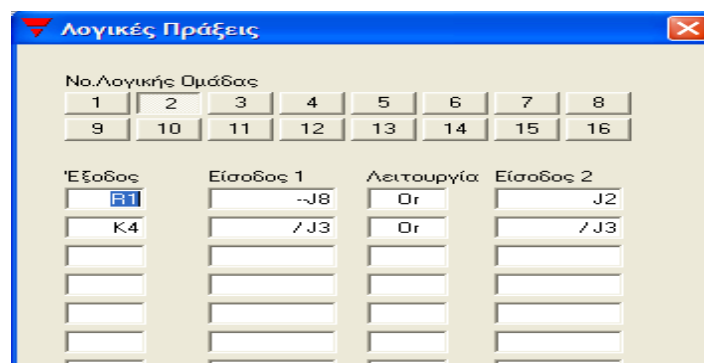 Λογικές Πράξεις
Νο.Λογικής Ομάδας
1 2 3 4 5 6 7 8
9 10 11 12 13 14 15 16
Έξοδος Είσοδος 1 Λειτουργία Είσοδος 2
R1 --J8 Or J2
K4 /J3 Or /J3